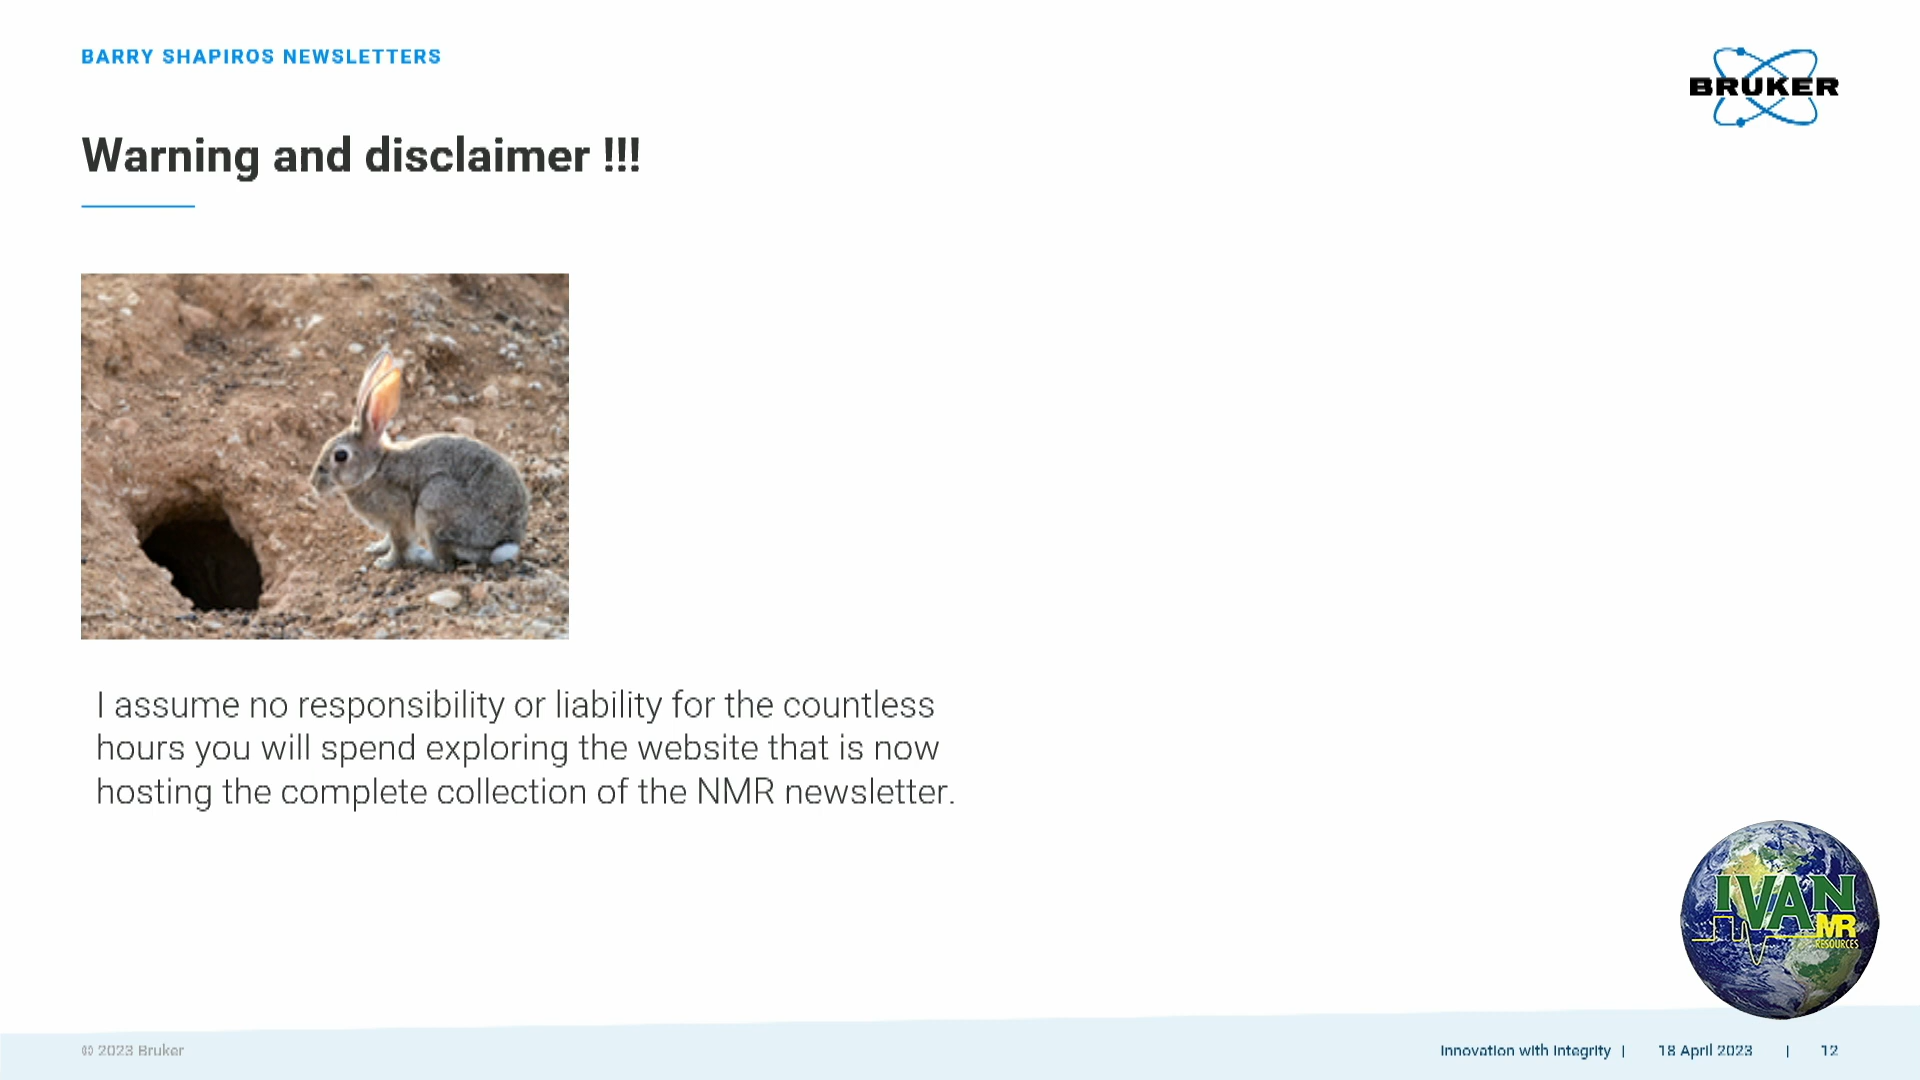 BARRY SHAPIROS NEWSLETTERS
BRUKER
Warning and disclaimer !!!
I assume no responsibility or liability for the countless
hours you will spend exploring the website that is now
hosting the complete collection of the NMR newsletter.
IVAN
MR
RESOURCES
© 2023 Bruker
Innovation with Integrity | 18 April 2023 | 12